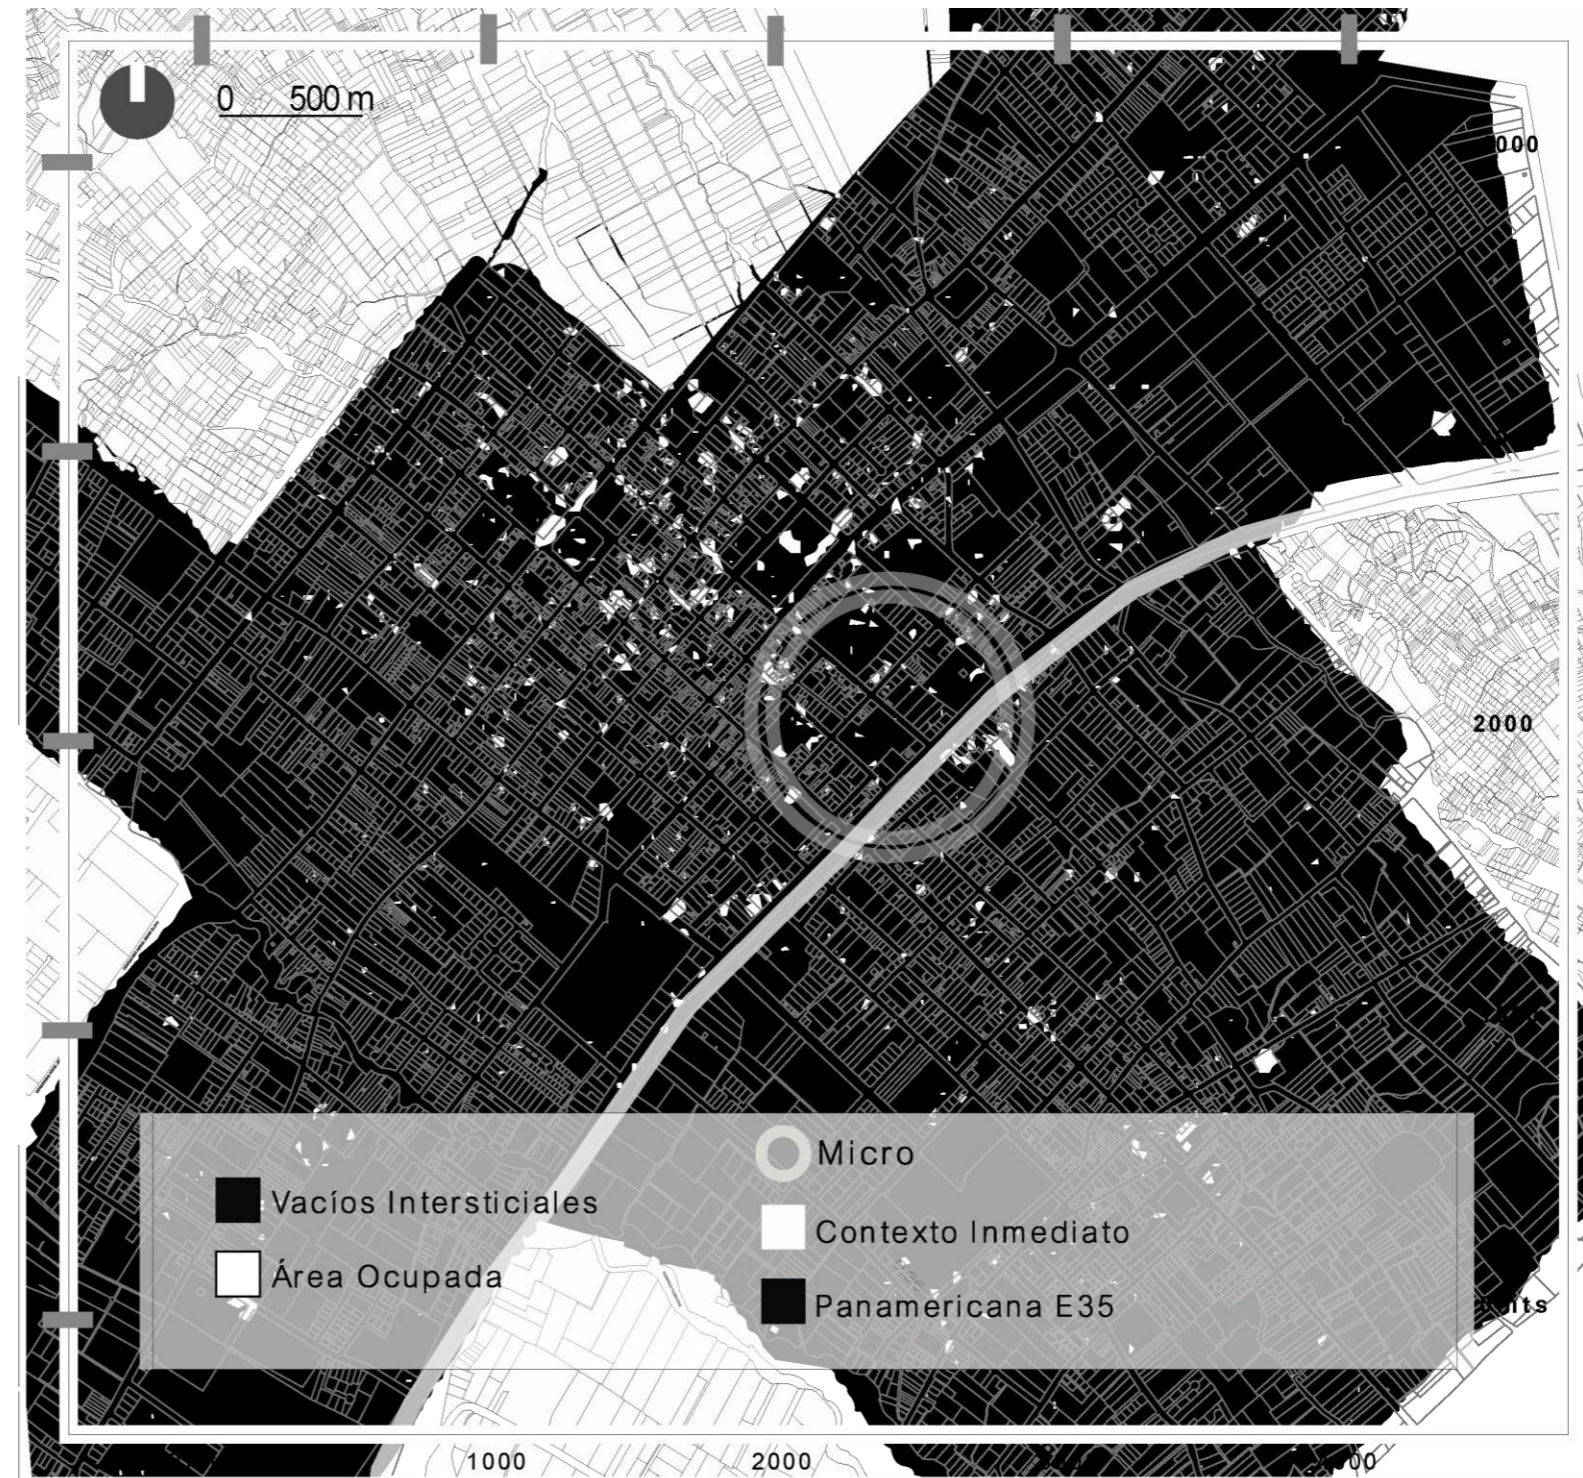 0 500 m
000
2000
Micro
Vacíos Intersticiales
Contexto Inmediato
Área Ocupada
Panamericana E35
1000 2000